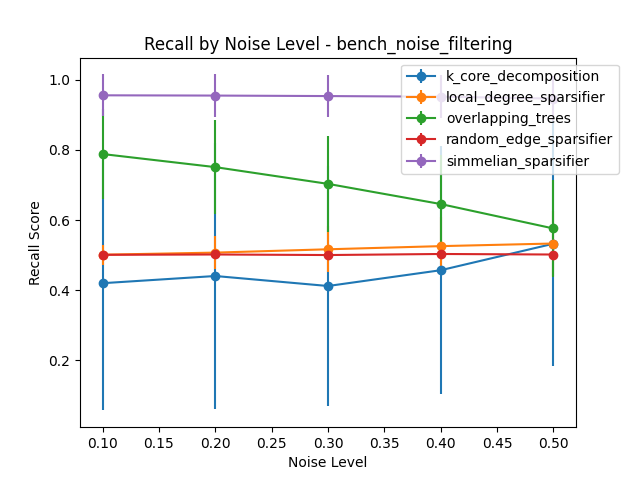 Recall by Noise Level - bench_noise_filtering
k_core_decomposition
local_degree_sparsifier
overlapping_trees
random_edge_sparsifier
simmelian_sparsifier
Recall Score
1.0
0.8
0.6
0.4
0.2
0.10 0.15 0.20 0.25 0.30 0.35 0.40 0.45 0.50
Noise Level